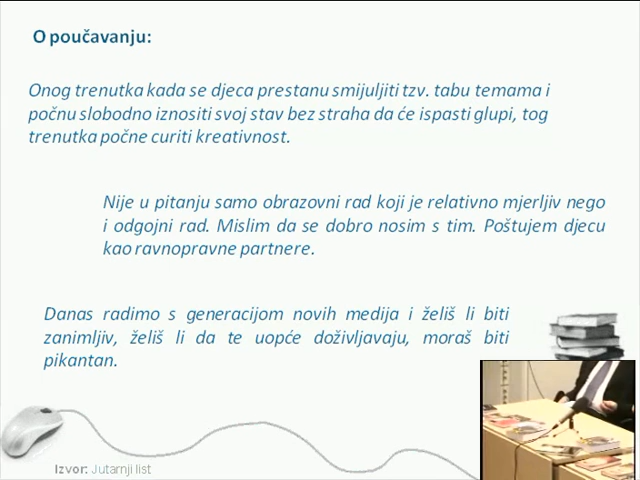 O poučavanju:
Onog trenutka kada se djeca prestanu smijuljiti tzv. tabu temama i
počnu slobodno iznositi svoj stav bez straha da će ispasti glupi, tog
trenutka počne curiti kreativnost.
Nije u pitanju samo obrazovni rad koji je relativno mjerljiv nego
i odgojni rad. Mislim da se dobro nosim s tim. Poštujem djecu
kao ravnopravne partnere.
Danas radimo s generacijom novih medija i želiš li biti
zanimljiv, želiš li da te uopće doživljavaju, moraš biti
pikantan.
Izvor: Jutarnji list